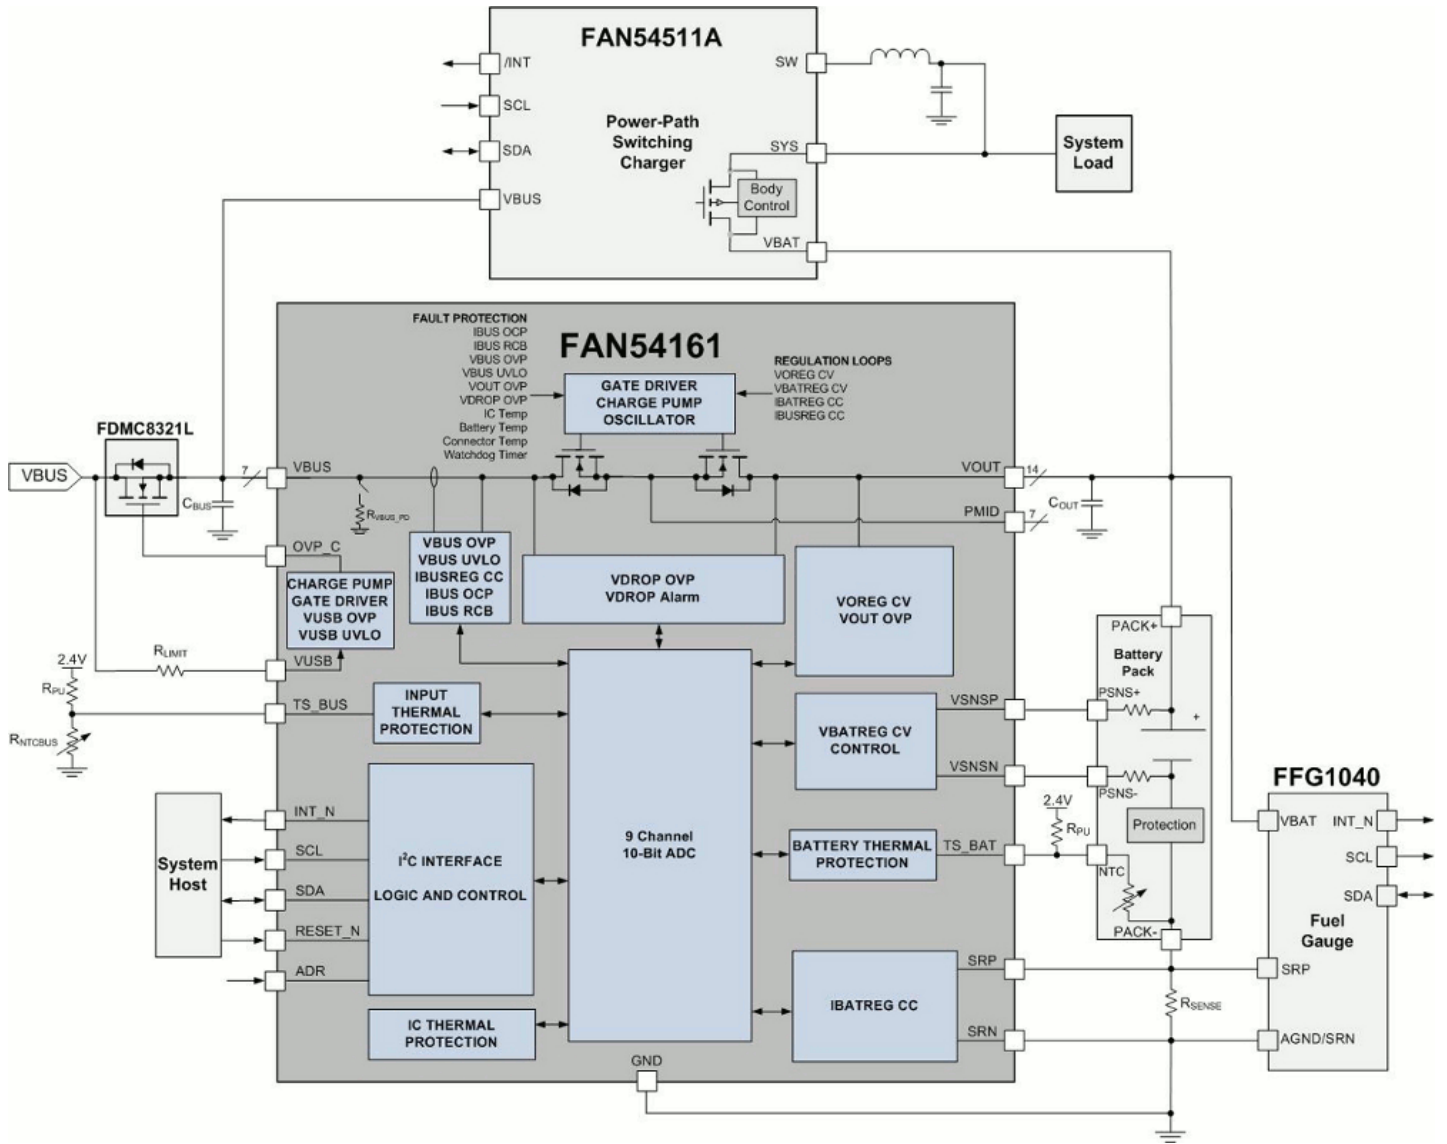 FAN54511A
/INT
SCL
SDA
VBUS
Power-Path
Switching
Charger
SW
SYS
Body
Control
VBAT
System
Load
FAULT PROTECTION
IBUS OCP
IBUS RCB
VBUS OVP
VBUS UVLO
VOUT OVP
VDROP OVP
IC Temp
Battery Temp
Connector Temp
Watchdog Timer
FAN54161
GATE DRIVER
CHARGE PUMP
OSCILLATOR
REGULATION LOOPS
VOREG CV
VBATREG CV
IBATREG CC
IBUSREG CC
FDMC8321L
VBUS
7
CBUS
VBUS
RVBUS_PD
VOUT
14
PMID
7
COUT
OVP_C
CHARGE PUMP
GATE DRIVER
VUSB OVP
VUSB UVLO
VUSB
RLIMIT
VBUS OVP
VBUS UVLO
IBUSREG CC
IBUS OCP
IBUS RCB
VDROP OVP
VDROP Alarm
VOREG CV
VOUT OVP
2.4V
RPU
RNTCBUS
TS_BUS
INPUT
THERMAL
PROTECTION
VBATREG CV
CONTROL
VSNSP
VSNSN
PACK+
Battery
Pack
PSNS+
+
PSNS-
Protection
2.4V
RPU
NTC
PACK-
System
Host
INT_N
SCL
SDA
RESET_N
ADR
I2C INTERFACE
LOGIC AND CONTROL
9 Channel
10-Bit ADC
BATTERY THERMAL
PROTECTION
TS_BAT
IC THERMAL
PROTECTION
IBATREG CC
SRP
SRN
GND
RSENSE
FFG1040
VBAT
INT_N
SCL
SDA
Fuel
Gauge
SRP
AGND/SRN